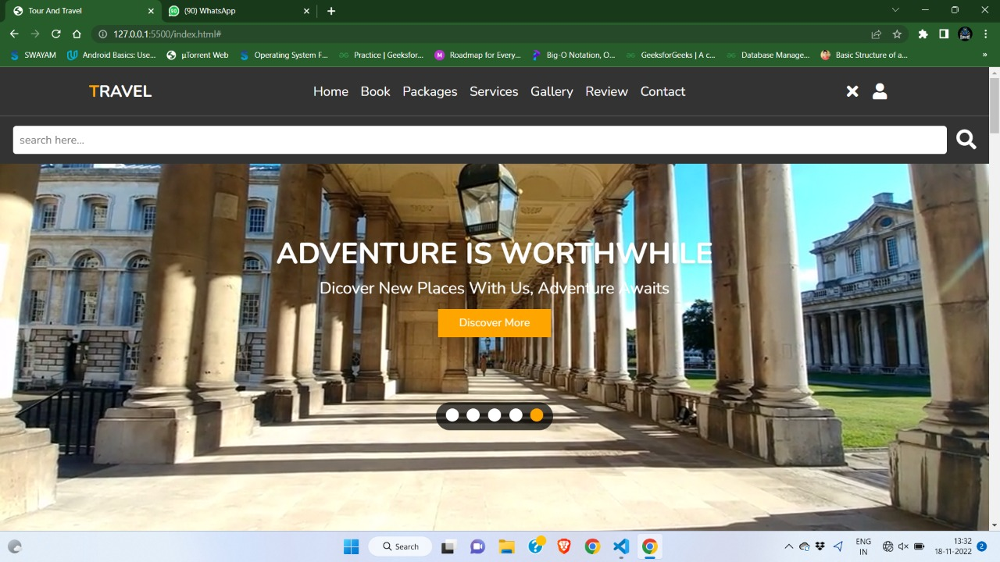 Tour And Travel
(90) WhatsApp
127.0.0.1:5500/index.html#
SWAYAM
Android Basics: Use...
µTorrent Web
Operating System F...
Practice | Geeksfor...
Roadmap for Every...
Big-O Notation, O...
GeeksforGeeks | A c...
Database Manage...
Basic Structure of a...
»
TRAVEL
Home Book Packages Services Gallery Review Contact
search here...
ADVENTURE IS WORTHWHILE
Dicover New Places With Us, Adventure Awaits
Discover More
Search
ENG
IN
13:32
18-11-2022
2